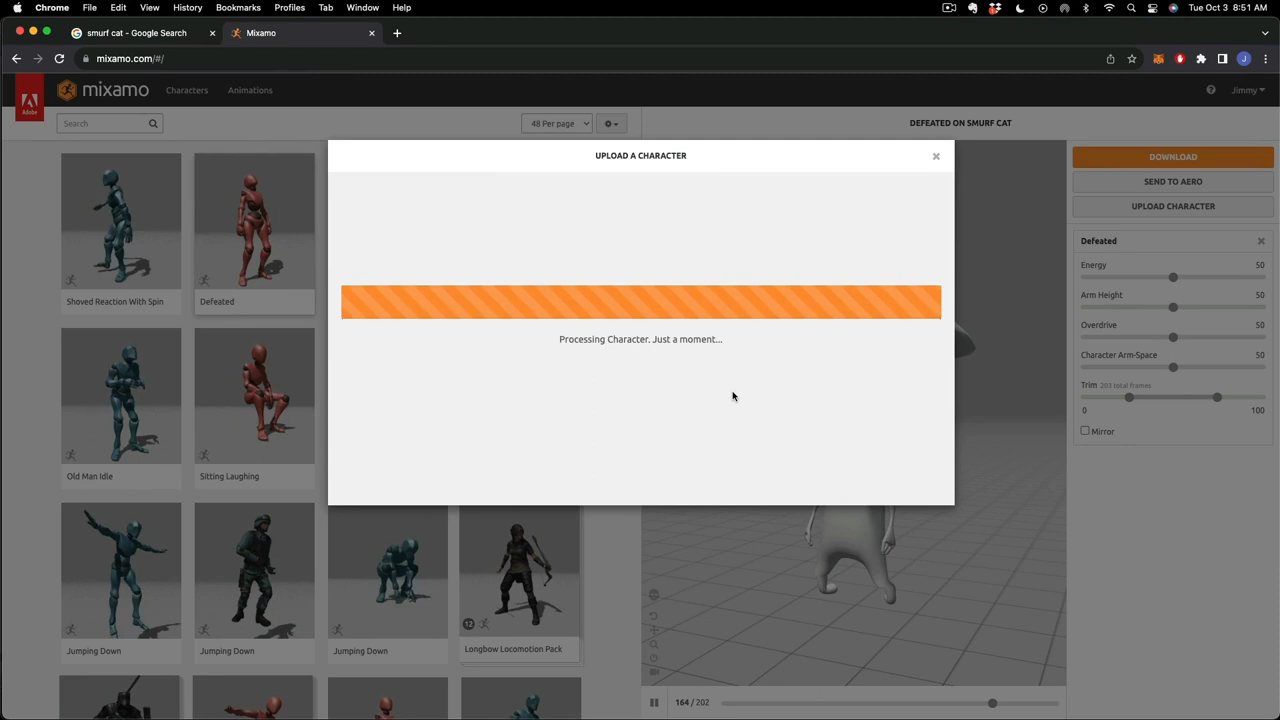 Chrome File Edit View History Bookmarks Profiles Tab Window Help Tue Oct 3 8:51 AM
smurf cat - Google Search Mixamo
mixamo.com/#/ J
Adobe mixamo Characters Animations Jimmy
Search 48 Per page DEFEATED ON SMURF CAT
UPLOAD A CHARACTER
DOWNLOAD
SEND TO AERO
UPLOAD CHARACTER
Defeated
Energy 50
Arm Height 50
Overdrive 50
Character Arm-Space 50
Trim 203 total frames
0 100
Mirror
Processing Character. Just a moment...
Shoved Reaction With Spin Defeated
Old Man Idle Sitting Laughing
12
Jumping Down Jumping Down Jumping Down Longbow Locomotion Pack
164 / 202